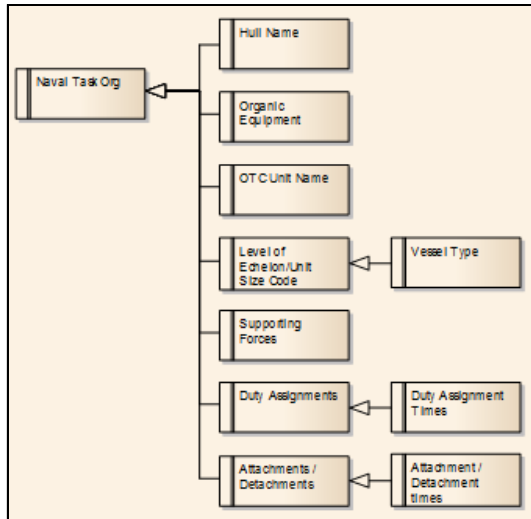 Hull Name
Naval Task Org
Organic
Equipment
OTC Unit Name
Level of
Echelon/Unit
Size Code
Vessel Type
Supporting
Forces
Duty Assignments
Duty Assignment
Times
Attachments /
Detachments
Attachment /
Detachment
times